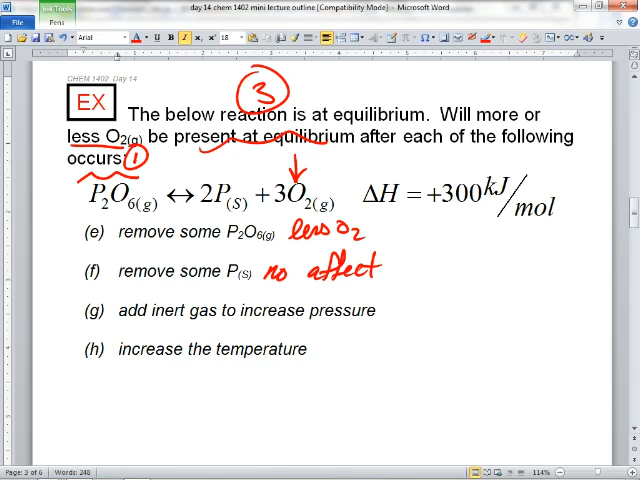 day 14 chem 1402 mini lecture outline [Compatibility Mode] - Microsoft Word
Ink Tools
File
Pens
Arial
18
CHEM 1402 Day 14
3
EX The below reaction is at equilibrium. Will more or
less O2(g) be present at equilibrium after each of the following
occurs: 1
P2O6(g) ↔ 2P(S) + 3O2(g) ΔH = +300 kJ/mol
(e) remove some P2O6(g) less O2
(f) remove some P(S) no affect
(g) add inert gas to increase pressure
(h) increase the temperature
Page: 3 of 6 Words: 248 114%